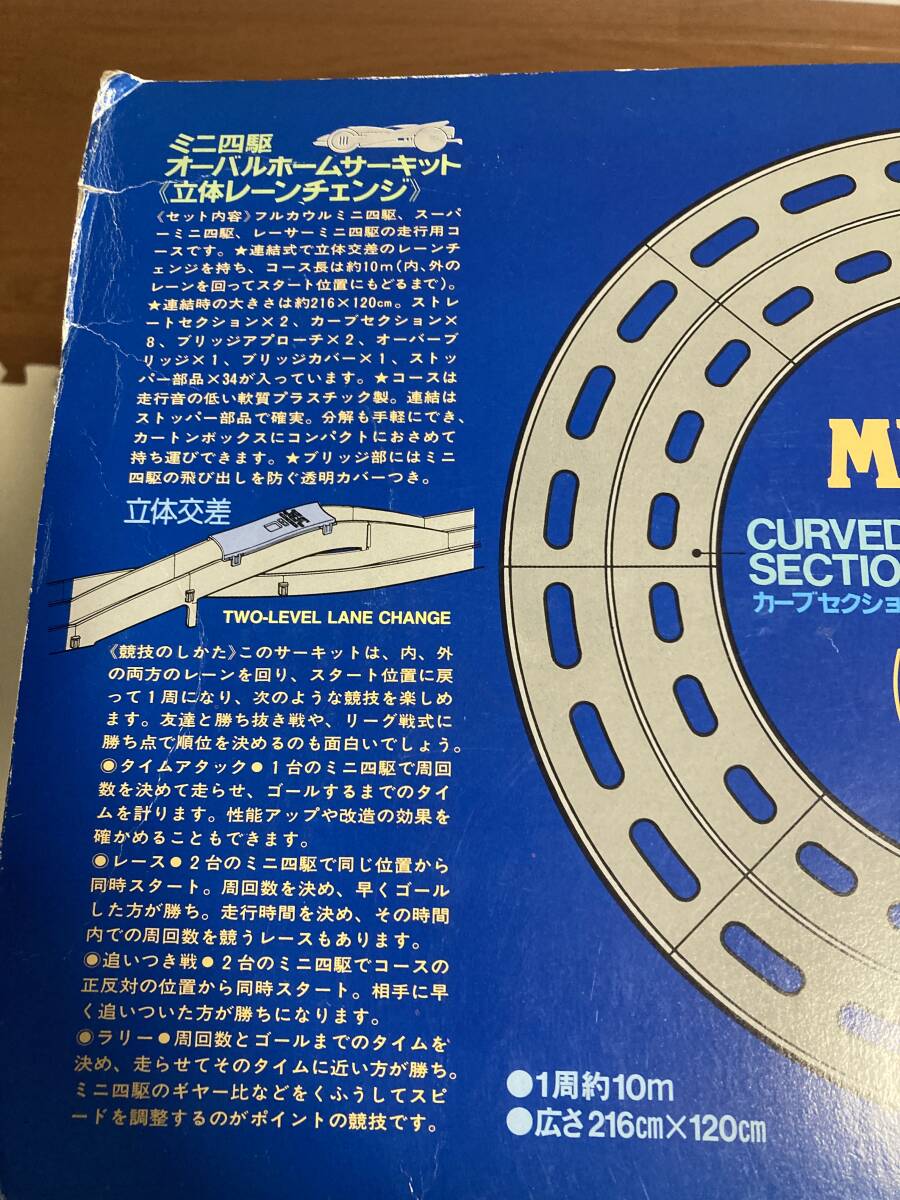 ミニ四駆
オーバルホームサーキット
《立体レーンチェンジ》
《セット内容》フルカウルミニ四駆、スーパ
ーミニ四駆、レーサーミニ四駆の走行用コ
ースです。★連結式で立体交差のレーンチ
ェンジを持ち、コース長は約10m(内、外の
レーンを回ってスタート位置にもどるまで)。
★連結時の大きさは約216×120cm。ストレ
ートセクション×2、カーブセクション×
8、ブリッジアプローチ×2、オーバーブ
リッジ×1、ブリッジカバー×1、ストッ
パー部品×34が入っています。★コースは
走行音の低い軟質プラスチック製。連結は
ストッパー部品で確実。分解も手軽にでき、
カートンボックスにコンパクトにおさめて
持ち運びできます。★ブリッジ部にはミニ
四駆の飛び出しを防ぐ透明カバーつき。
立体交差
TWO-LEVEL LANE CHANGE
《競技のしかた》このサーキットは、内、外
の両方のレーンを回り、スタート位置に戻
って1周になり、次のような競技を楽しめ
ます。友達と勝ち抜き戦や、リーグ戦式に
勝ち点で順位を決めるのも面白いでしょう。
◉タイムアタック●1台のミニ四駆で周回
数を決めて走らせ、ゴールするまでのタイ
ムを計ります。性能アップや改造の効果を
確かめることもできます。
◉レース●2台のミニ四駆で同じ位置から
同時スタート。周回数を決め、早くゴール
した方が勝ち。走行時間を決め、その時間
内での周回数を競うレースもあります。
◉追いつき戦●2台のミニ四駆でコースの
正反対の位置から同時スタート。相手に早
く追いついた方が勝ちになります。
◉ラリー●周回数とゴールまでのタイムを
決め、走らせてそのタイムに近い方が勝ち。
ミニ四駆のギヤー比などをくふうしてスピ
ードを調整するのがポイントの競技です。
CURVED
SECTIO
カーブセクショ
●1周約10m
●広さ216cm×120cm